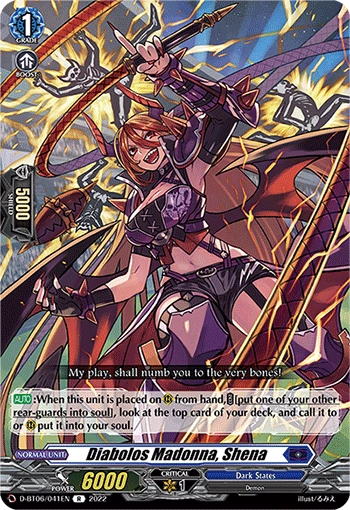 1
GRADE
BOOST
5000
SHIELD
My play, shall numb you to the very bones!
AUTO:When this unit is placed on R from hand, [put one of your other
rear-guards into soul], look at the top card of your deck, and call it to
or R put it into your soul.
NORMAL UNIT
Diabolos Madonna, Shena
POWER 6000
CRITICAL
1
Dark States
Demon
D-BT06/041EN R 2022
illust/るみえ